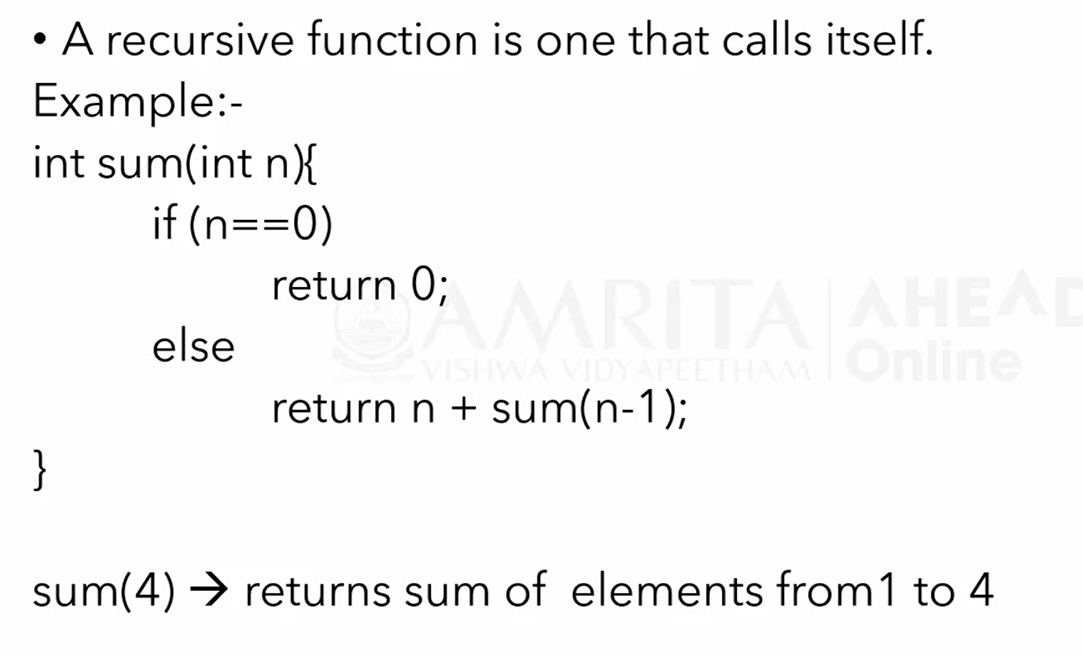 • A recursive function is one that calls itself.
Example:-
int sum(int n){
if (n==0)
return 0;
else
return n + sum(n-1);
}
sum(4) → returns sum of  elements from1 to 4
AMRITA
VISHWA VIDYAPEETHAM
AHEAD
Online